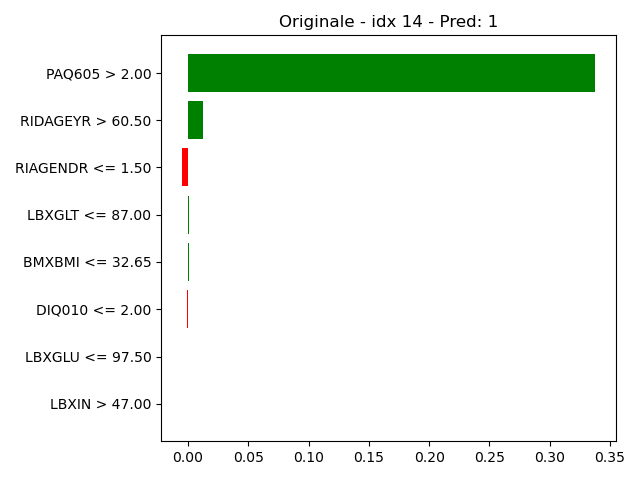 Originale - idx 14 - Pred: 1
PAQ605 > 2.00
RIDAGEYR > 60.50
RIAGENDR <= 1.50
LBXGLT <= 87.00
BMXBMI <= 32.65
DIQ010 <= 2.00
LBXGLU <= 97.50
LBXIN > 47.00
0.00 0.05 0.10 0.15 0.20 0.25 0.30 0.35